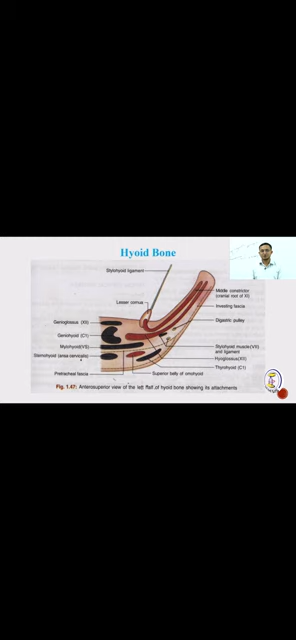 Hyoid Bone
Stylohyoid ligament
Lesser cornua
Genioglossus (XII)
Geniohyoid (C1)
Mylohyoid(V5)
Sternohyoid (ansa cervicalis)
Pretracheal fascia
Superior belly of omohyoid
Middle constrictor
(cranial root of XI)
Investing fascia
Digastric pulley
Stylohyoid muscle(VII)
and ligament
Hyoglossus(XII)
Thyrohyoid (C1)
Fig. 1.47: Anterosuperior view of the left half of hyoid bone showing its attachments